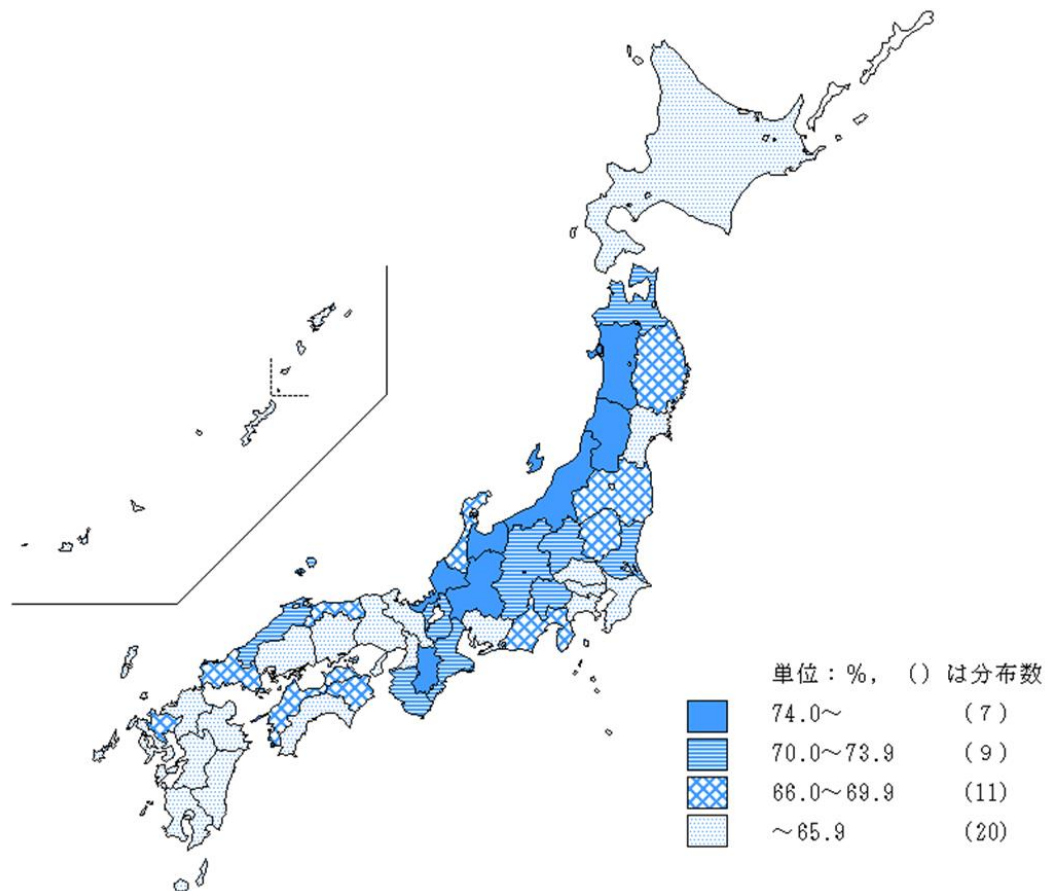 単位：％， （）は分布数
74.0～ (7)
70.0～73.9 (9)
66.0～69.9 (11)
～65.9 (20)